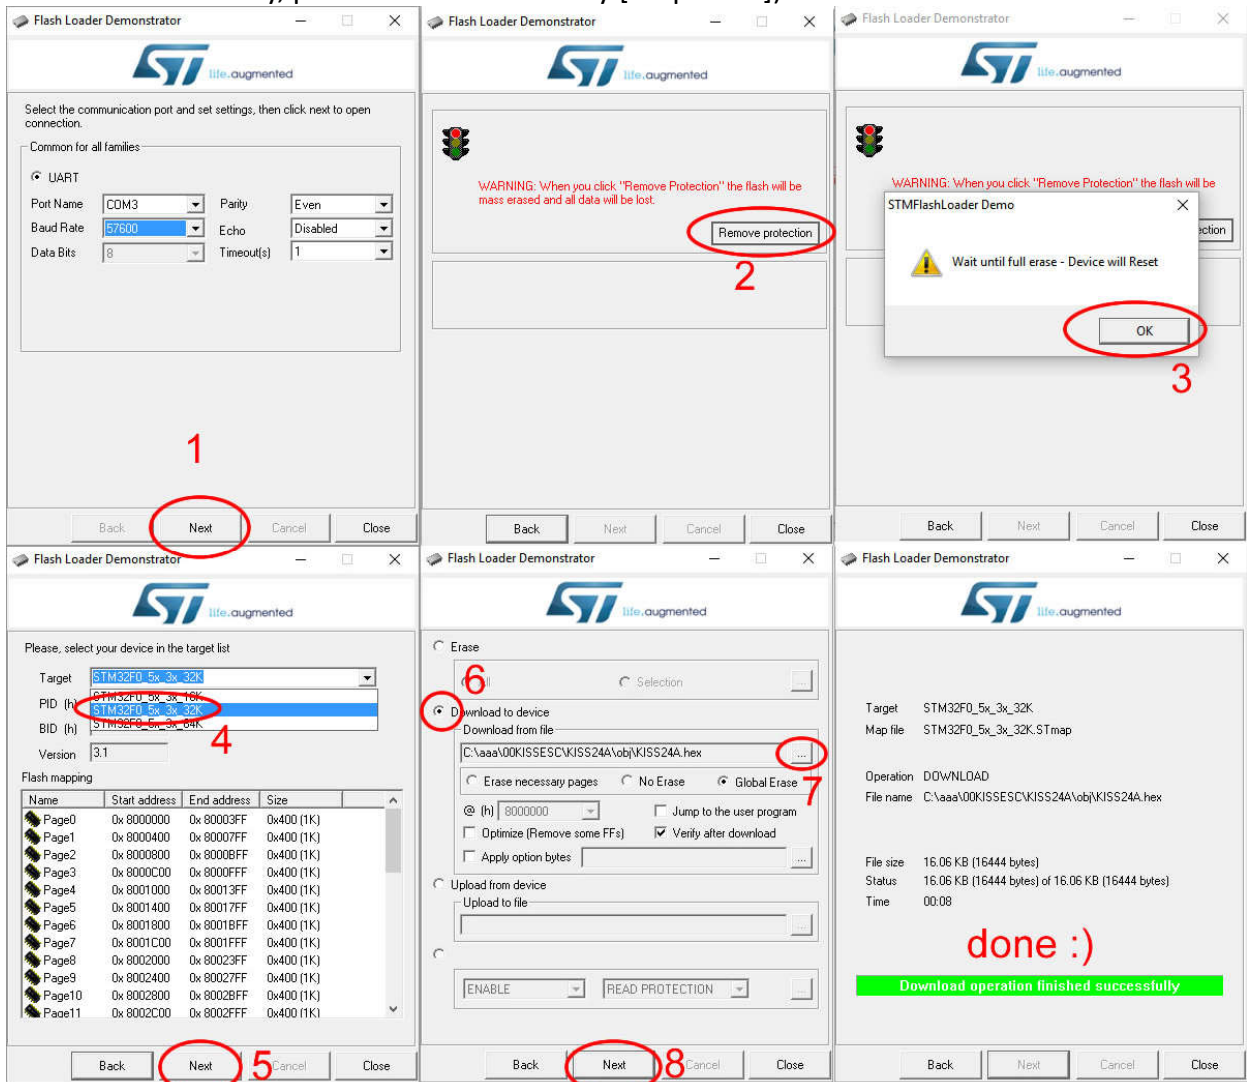 Flash Loader Demonstrator
life.augmented
Select the communication port and set settings, then click next to open
connection.
Common for all families
UART
Port Name COM3 Parity Even
Baud Rate 57600 Echo Disabled
Data Bits 8 Timeout(s) 1
1
Back Next Cancel Close
Flash Loader Demonstrator
life.augmented
WARNING: When you click "Remove Protection" the flash will be
mass erased and all data will be lost.
Remove protection
2
Back Next Cancel Close
Flash Loader Demonstrator
life.augmented
WARNING: When you click "Remove Protection" the flash will be
STMFlashLoader Demo
Wait until full erase - Device will Reset
OK
3
Back Next Cancel Close
Flash Loader Demonstrator
life.augmented
Please, select your device in the target list
Target STM32F0_5x_3x_32K
STM32F0_5x_3x_16K
PID (h) STM32F0_5x_3x_32K
BID (h) STM32F0_5x_3x_64K
4
Version 3.1
Flash mapping
Name Start address End address Size
Page0 0x 8000000 0x 80003FF 0x400 (1K)
Page1 0x 8000400 0x 80007FF 0x400 (1K)
Page2 0x 8000800 0x 8000BFF 0x400 (1K)
Page3 0x 8000C00 0x 8000FFF 0x400 (1K)
Page4 0x 8001000 0x 80013FF 0x400 (1K)
Page5 0x 8001400 0x 80017FF 0x400 (1K)
Page6 0x 8001800 0x 8001BFF 0x400 (1K)
Page7 0x 8001C00 0x 8001FFF 0x400 (1K)
Page8 0x 8002000 0x 80023FF 0x400 (1K)
Page9 0x 8002400 0x 80027FF 0x400 (1K)
Page10 0x 8002800 0x 8002BFF 0x400 (1K)
Page11 0x 8002C00 0x 8002FFF 0x400 (1K)
Back Next 5 Cancel Close
Flash Loader Demonstrator
life.augmented
Erase
6
Selection ...
Download to device
Download from file
C:\aaa\00KISSESC\KISS24A\obj\KISS24A.hex ...
Erase necessary pages No Erase Global Erase
7
@ (h) 8000000 Jump to the user program
Optimize (Remove some FFs) Verify after download
Apply option bytes ...
Upload from device
Upload to file
...
ENABLE READ PROTECTION ...
Back Next 8 Cancel Close
Flash Loader Demonstrator
life.augmented
Target STM32F0_5x_3x_32K
Map file STM32F0_5x_3x_32K.STmap
Operation DOWNLOAD
File name C:\aaa\00KISSESC\KISS24A\obj\KISS24A.hex
File size 16.06 KB (16444 bytes)
Status 16.06 KB (16444 bytes) of 16.06 KB (16444 bytes)
Time 00:08
done :)
Download operation finished successfully
Back Next Cancel Close